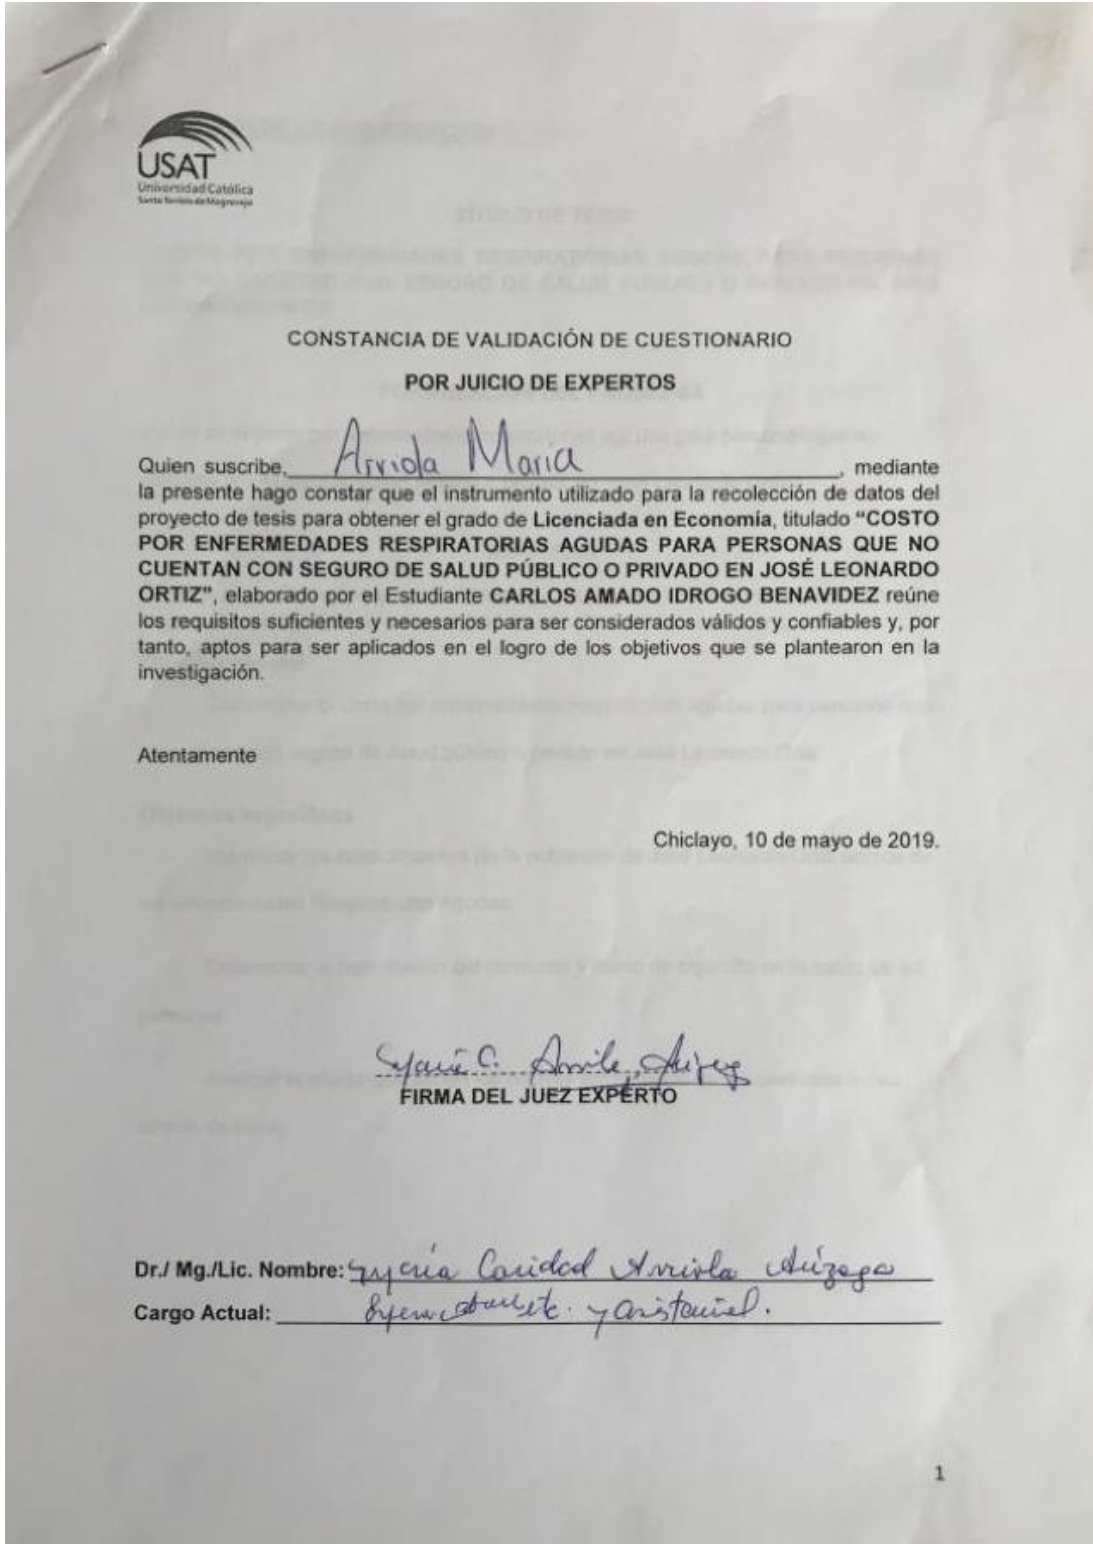 USAT
Universidad Católica
Santo Toribio de Mogrovejo
CONSTANCIA DE VALIDACIÓN DE CUESTIONARIO
POR JUICIO DE EXPERTOS
Quien suscribe, Arriola Maria, mediante
la presente hago constar que el instrumento utilizado para la recolección de datos del
proyecto de tesis para obtener el grado de Licenciada en Economía, titulado “COSTO
POR ENFERMEDADES RESPIRATORIAS AGUDAS PARA PERSONAS QUE NO
CUENTAN CON SEGURO DE SALUD PÚBLICO O PRIVADO EN JOSÉ LEONARDO
ORTIZ”, elaborado por el Estudiante CARLOS AMADO IDROGO BENAVIDEZ reúne
los requisitos suficientes y necesarios para ser considerados válidos y confiables y, por
tanto, aptos para ser aplicados en el logro de los objetivos que se plantearon en la
investigación.
Atentamente
Chiclayo, 10 de mayo de 2019.
FIRMA DEL JUEZ EXPERTO
Dr./ Mg./Lic. Nombre: María Caridad Arriola
Cargo Actual: y
1